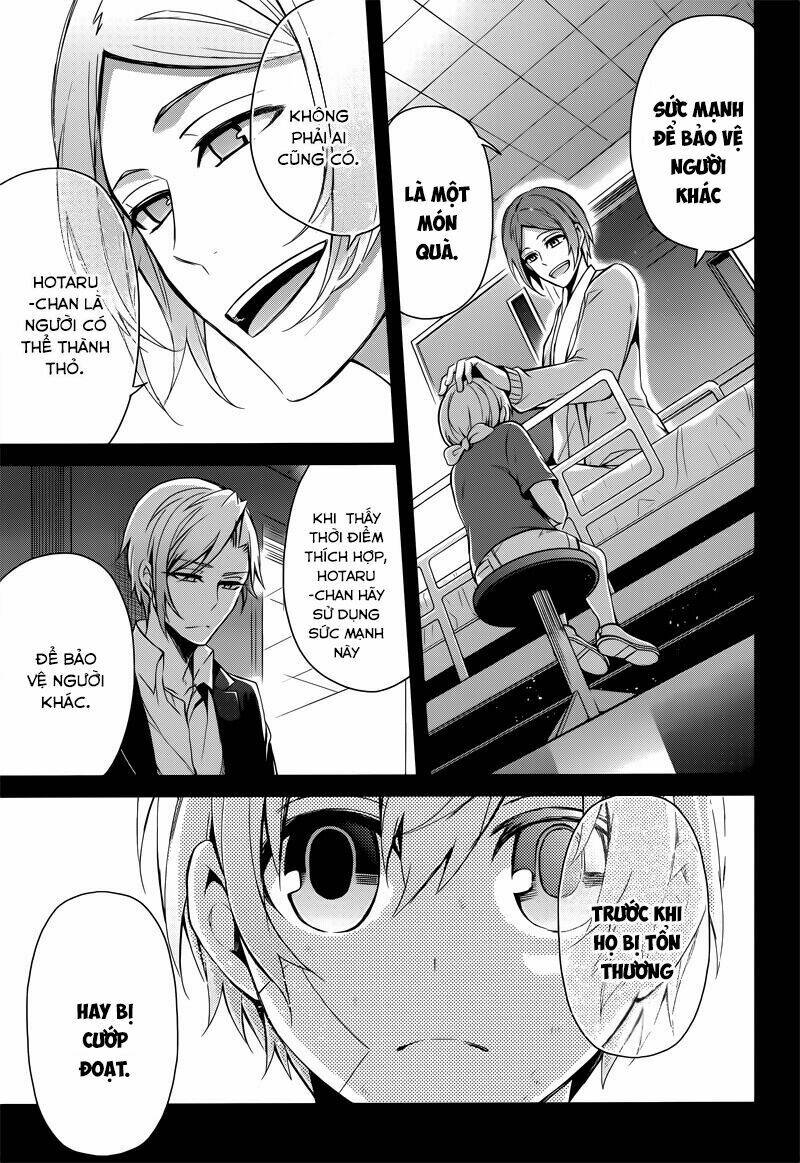 SỨC MẠNH
ĐỂ BẢO VỆ
NGƯỜI
KHÁC
LÀ MỘT
MÓN
QUÀ.
KHÔNG
PHẢI AI
CŨNG CÓ.
HOTARU
-CHAN LÀ
NGƯỜI CÓ
THỂ THÀNH
THỎ.
KHI THẤY
THỜI ĐIỂM
THÍCH HỢP,
HOTARU
-CHAN HÃY
SỬ DỤNG
SỨC MẠNH
NÀY
ĐỂ BẢO
VỆ NGƯỜI
KHÁC.
TRƯỚC KHI
HỌ BỊ TỔN
THƯƠNG
HAY BỊ
CƯỚP
ĐOẠT.